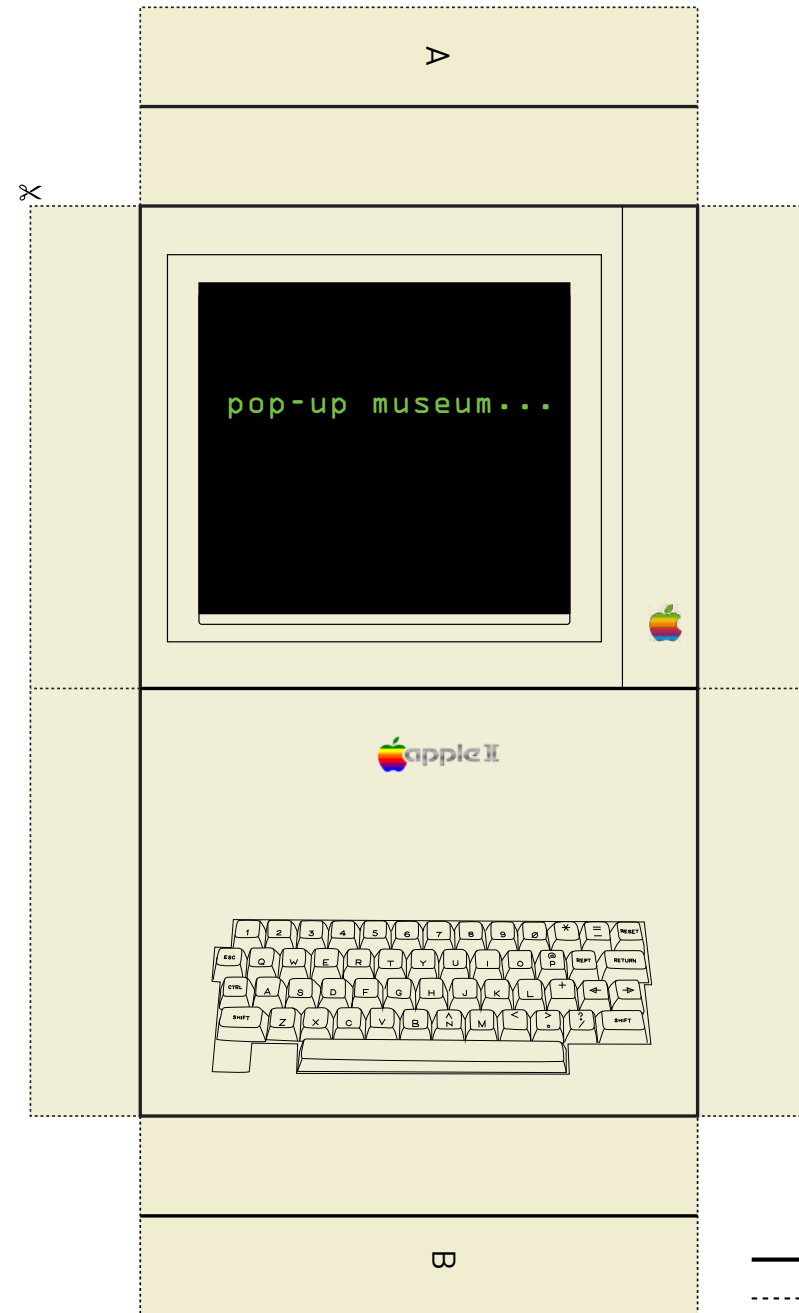 A
pop-up museum...
apple II
1 2 3 4 5 6 7 8 9 Ø * = - RESET
ESC Q W E R T Y U I O @ P REPT RETURN
CTRL A S D F G H J K L + ← →
SHIFT Z X C V B ^ N M < > . ? / SHIFT
B